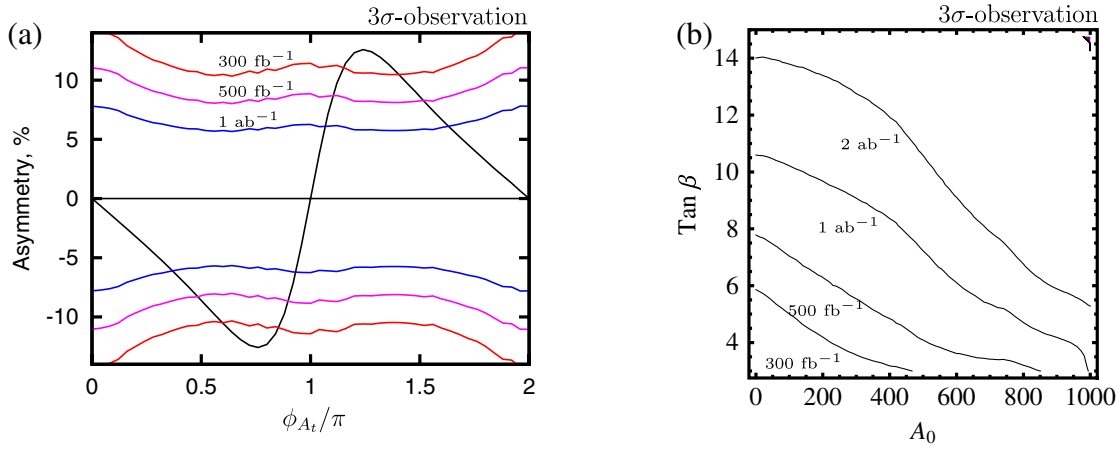 3σ-observation
(a)
300 fb⁻¹
500 fb⁻¹
1 ab⁻¹
10
5
0
-5
-10
Asymmetry, %
0
0.5
1
1.5
2
ϕ_{A_t}/π
3σ-observation
(b)
14
12
10
8
6
4
Tan β
2 ab⁻¹
1 ab⁻¹
500 fb⁻¹
300 fb⁻¹
0
200
400
600
800
1000
A₀